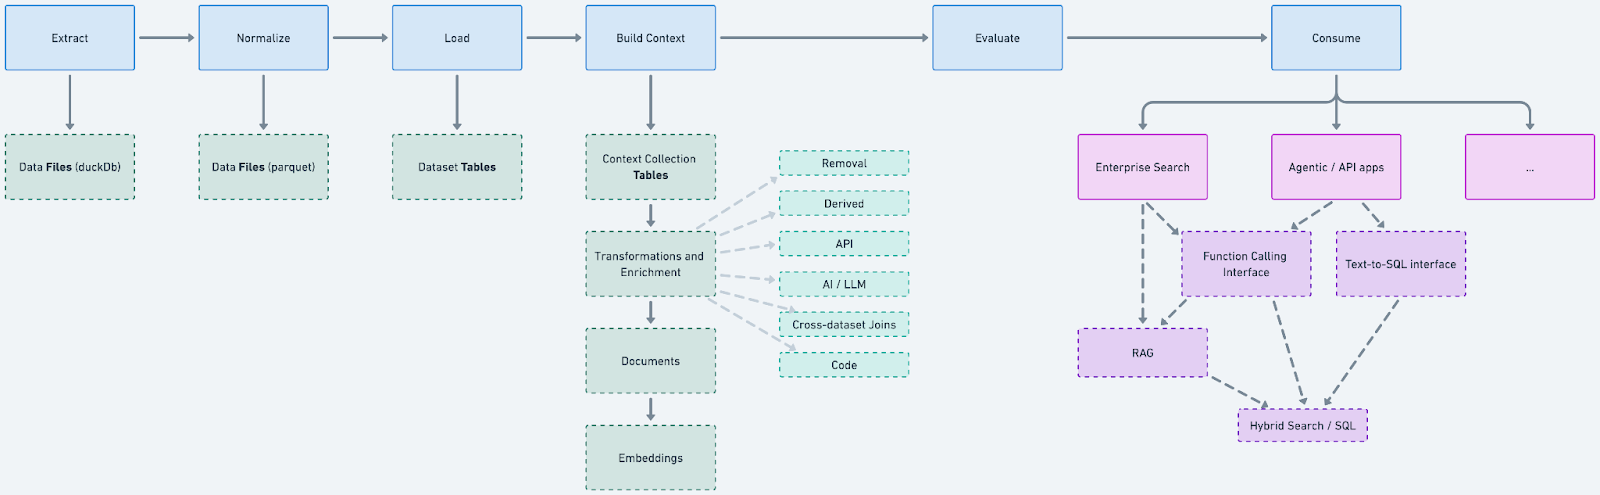 Extract
Normalize
Load
Build Context
Evaluate
Consume
Data Files (duckDb)
Data Files (parquet)
Dataset Tables
Context Collection
Tables
Transformations and
Enrichment
Documents
Embeddings
Removal
Derived
API
AI / LLM
Cross-dataset Joins
Code
Enterprise Search
Agentic / API apps
...
Function Calling
Interface
Text-to-SQL interface
RAG
Hybrid Search / SQL